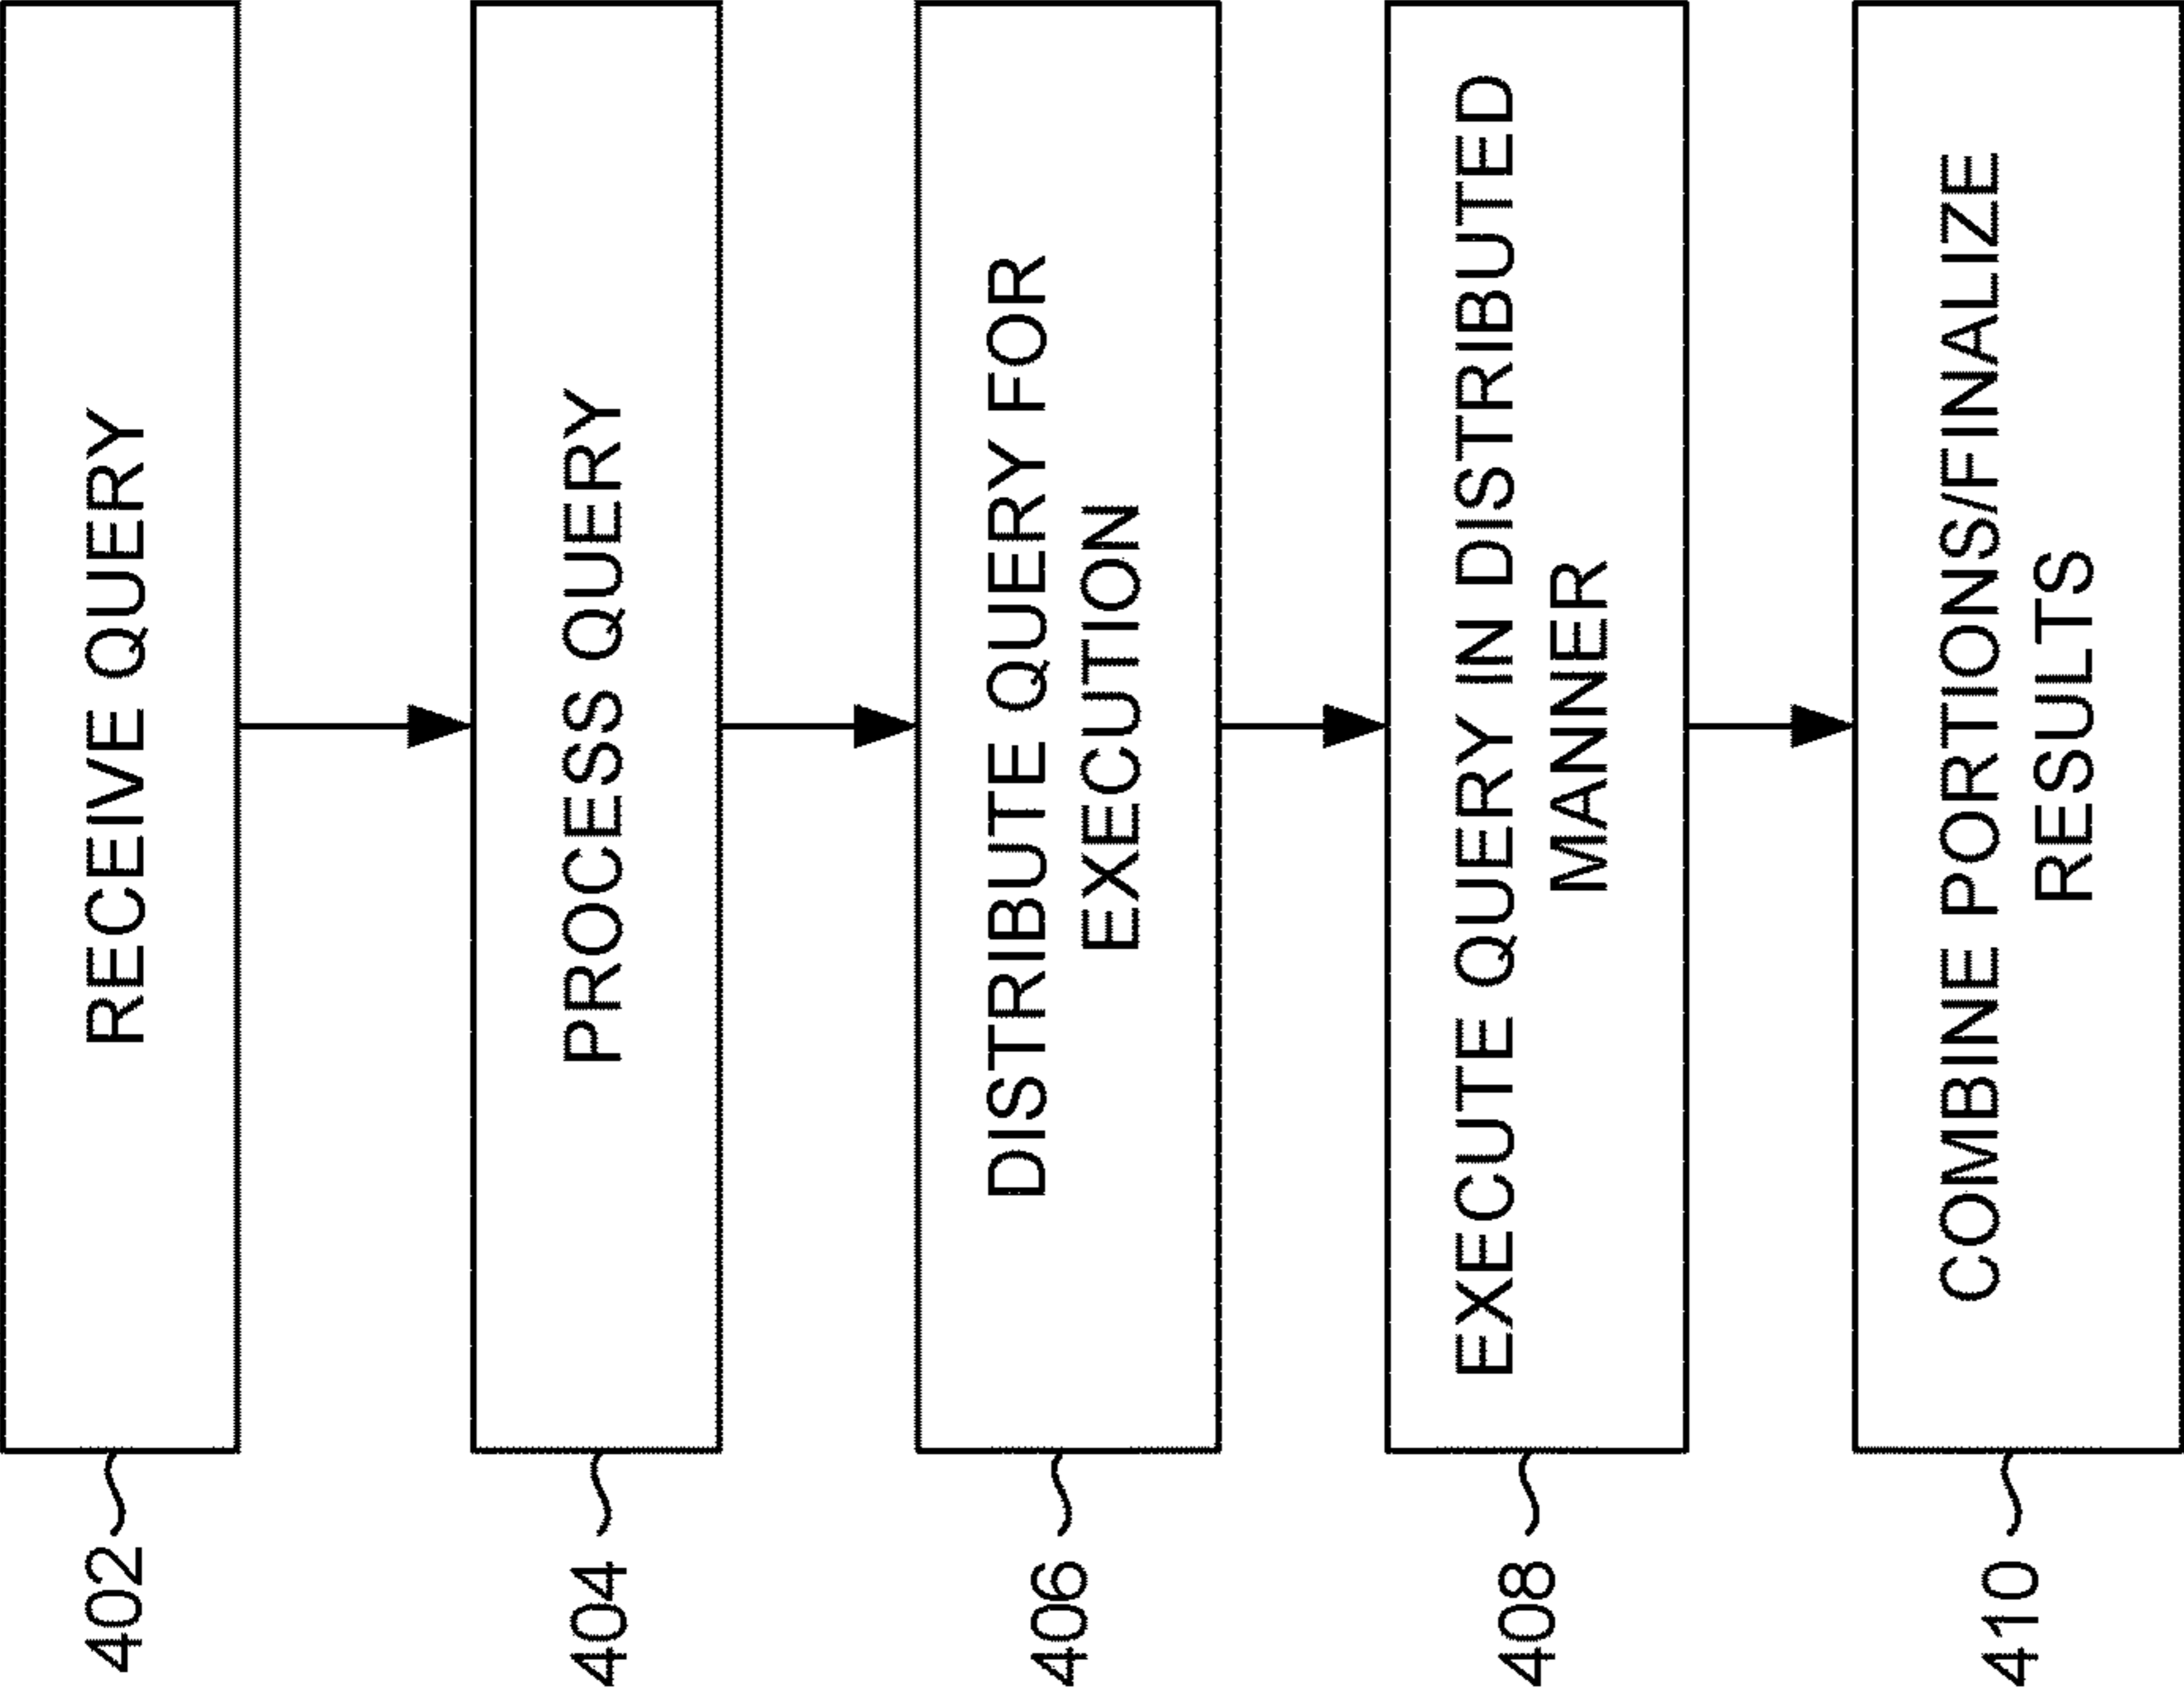 402
RECEIVE QUERY
404
PROCESS QUERY
406
DISTRIBUTE QUERY FOR
EXECUTION
408
EXECUTE QUERY IN DISTRIBUTED
MANNER
410
COMBINE PORTIONS/FINALIZE
RESULTS